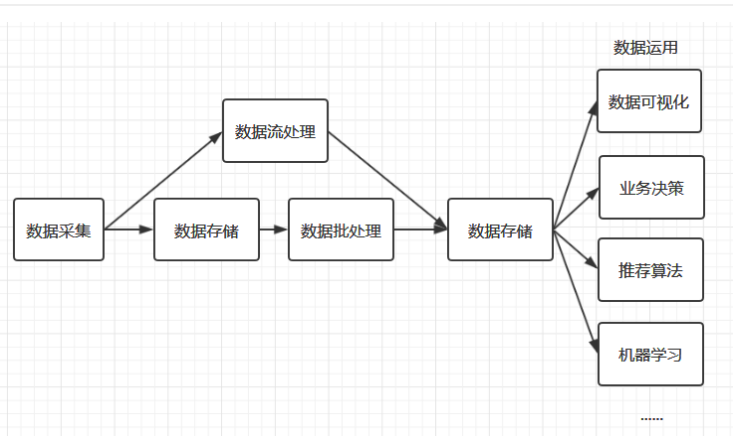 数据运用
数据可视化
数据流处理
业务决策
数据采集
数据存储
数据批处理
数据存储
推荐算法
机器学习
......